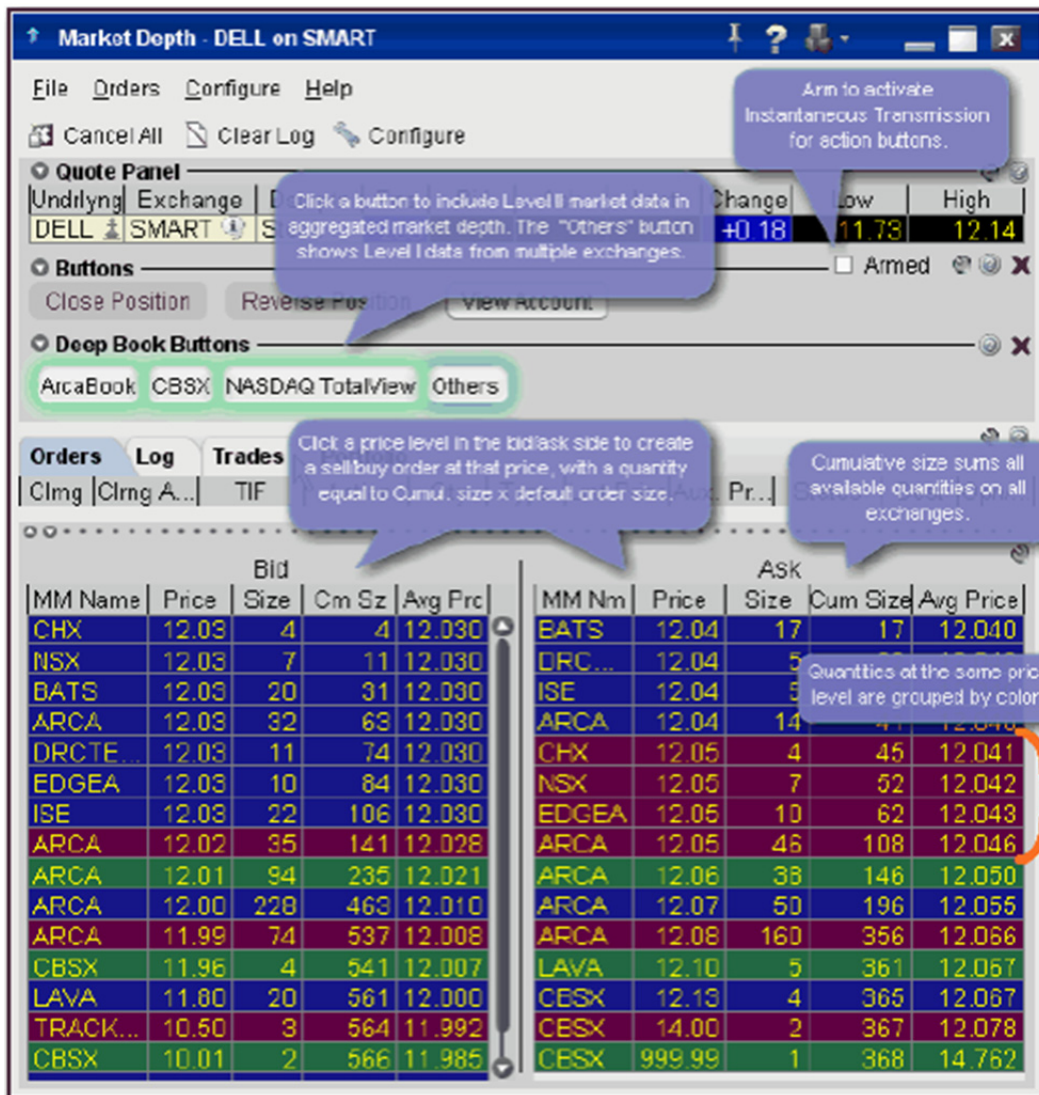 Market Depth - DELL on SMART
File Orders Configure Help
Cancel All Clear Log Configure
Arm to activate
Instantaneous Transmission
for action buttons.
Quote Panel
Undrlyng Exchange Change Low High
DELL SMART +0.18 11.73 12.14
Click a button to include Level II market data in
aggregated market depth. The "Others" button
shows Level I data from multiple exchanges.
Buttons Armed
Close Position Reverse Position View Account
Deep Book Buttons
ArcaBook CBSX NASDAQ TotalView Others
Orders Log Trades
Clrng Clrng A... TIF Pr...
Click a price level in the bid/ask side to create
a sell/buy order at that price, with a quantity
equal to Cumul. size x default order size.
Cumulative size sums all
available quantities on all
exchanges.
Bid Ask
MM Name Price Size Cm Sz Avg Prc MM Nm Price Size Cum Size Avg Price
CHX 12.03 4 4 12.030 BATS 12.04 17 17 12.040
NSX 12.03 7 11 12.030 DRC... 12.04 5
BATS 12.03 20 31 12.030 ISE 12.04
ARCA 12.03 32 63 12.030 ARCA 12.04 14
Quantities at the same price
level are grouped by color
DRCTE... 12.03 11 74 12.030 CHX 12.05 4 45 12.041
EDGEA 12.03 10 84 12.030 NSX 12.05 7 52 12.042
ISE 12.03 22 106 12.030 EDGEA 12.05 10 62 12.043
ARCA 12.02 35 141 12.028 ARCA 12.05 46 108 12.046
ARCA 12.01 94 235 12.021 ARCA 12.06 38 146 12.050
ARCA 12.00 228 463 12.010 ARCA 12.07 50 196 12.055
ARCA 11.99 74 537 12.008 ARCA 12.08 160 356 12.066
CBSX 11.96 4 541 12.007 LAVA 12.10 5 361 12.067
LAVA 11.80 20 561 12.000 CBSX 12.13 4 365 12.067
TRACK... 10.50 3 564 11.992 CBSX 14.00 2 367 12.078
CBSX 10.01 2 566 11.985 CBSX 999.99 1 368 14.762